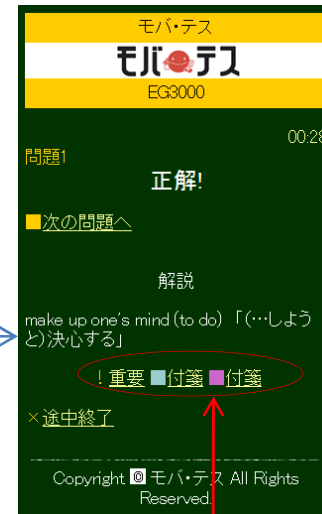 モバ・テス
モバ・テス
EG3000
00:28
問題1
正解!
■次の問題へ
解説
make up one's mind (to do) 「(…しよう
と)決心する」
！重要 ■付箋 ■付箋
×途中終了
Copyright モバ・テス All Rights
Reserved.